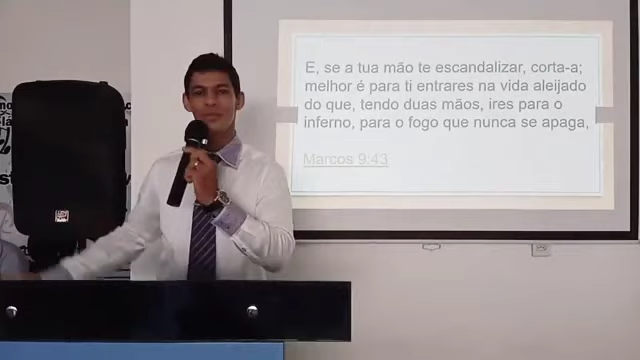 E, se a tua mão te escandalizar, corta-a;
melhor é para ti entrares na vida aleijado
do que, tendo duas mãos, ires para o
inferno, para o fogo que nunca se apaga,
Marcos 9:43